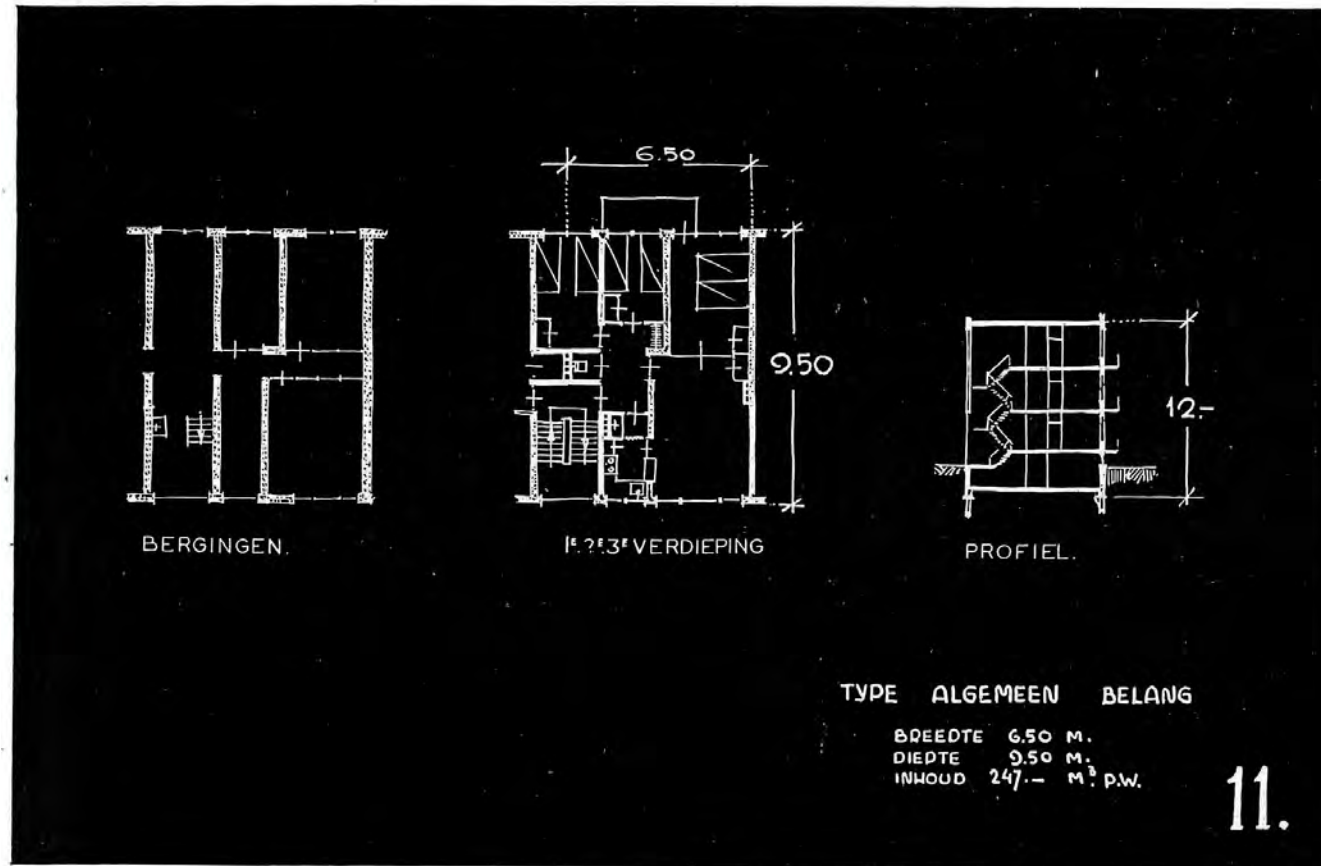 6.50
9.50
12.-
BERGINGEN.
1E.2E.3E VERDIEPING
PROFIEL.
TYPE ALGEMEEN BELANG
BREEDTE 6.50 M.
DIEPTE 9.50 M.
INHOUD 247.- M3. P.W.
11.